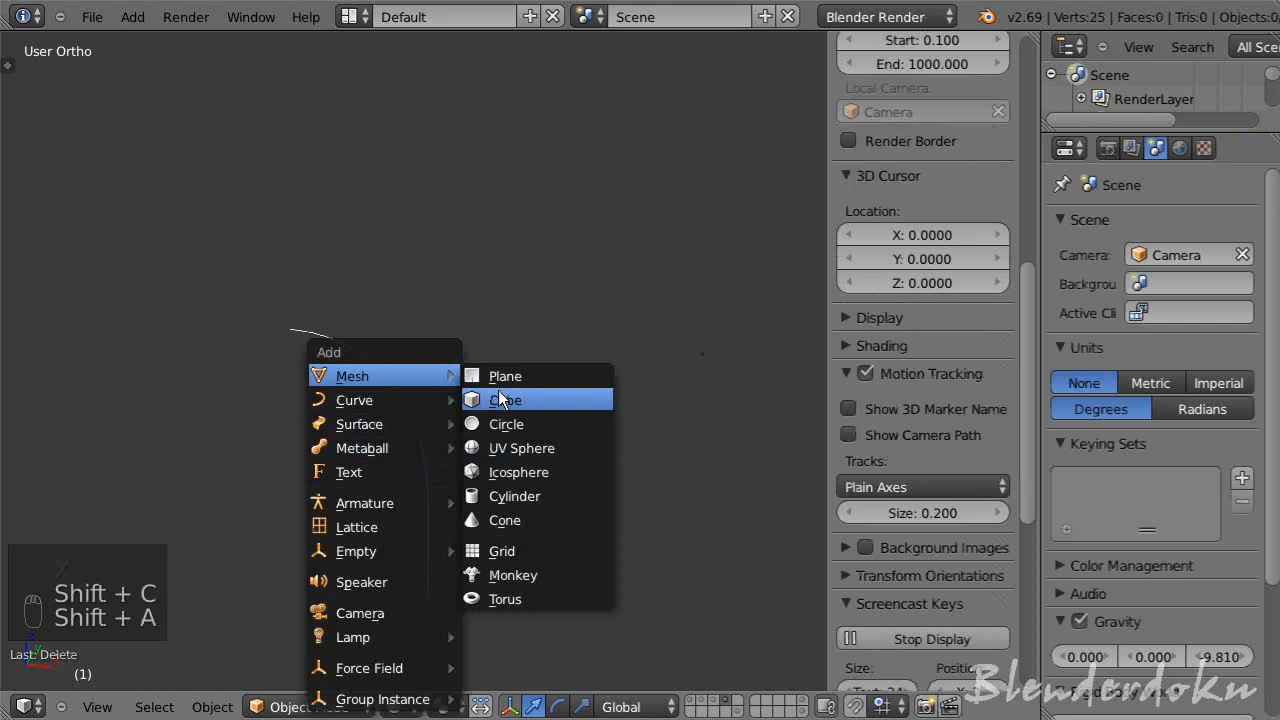 File Add Render Window Help Default Scene Blender Render v2.69 | Verts:25 | Faces:0 | Tris:0 | Objects:0
User Ortho
Start: 0.100
End: 1000.000
Local Camera:
Camera
Render Border
3D Cursor
Location:
X: 0.0000
Y: 0.0000
Z: 0.0000
Display
Shading
Motion Tracking
Show 3D Marker Name
Show Camera Path
Tracks:
Plain Axes
Size: 0.200
Background Images
Transform Orientations
Screencast Keys
Stop Display
Size:
View Search All Sce
Scene
RenderLayer
Scene
Scene
Camera: Camera
Backgrou
Active Cli
Units
None Metric Imperial
Degrees Radians
Keying Sets
Color Management
Audio
Gravity
0.000 0.000 -9.810
Add
Mesh
Curve
Surface
Metaball
Text
Armature
Lattice
Empty
Speaker
Camera
Lamp
Force Field
Group Instance
Plane
Cube
Circle
UV Sphere
Icosphere
Cylinder
Cone
Grid
Monkey
Torus
Shift + C
Shift + A
Last: Delete
(1)
View Select Object Object Global
Blenderdoku